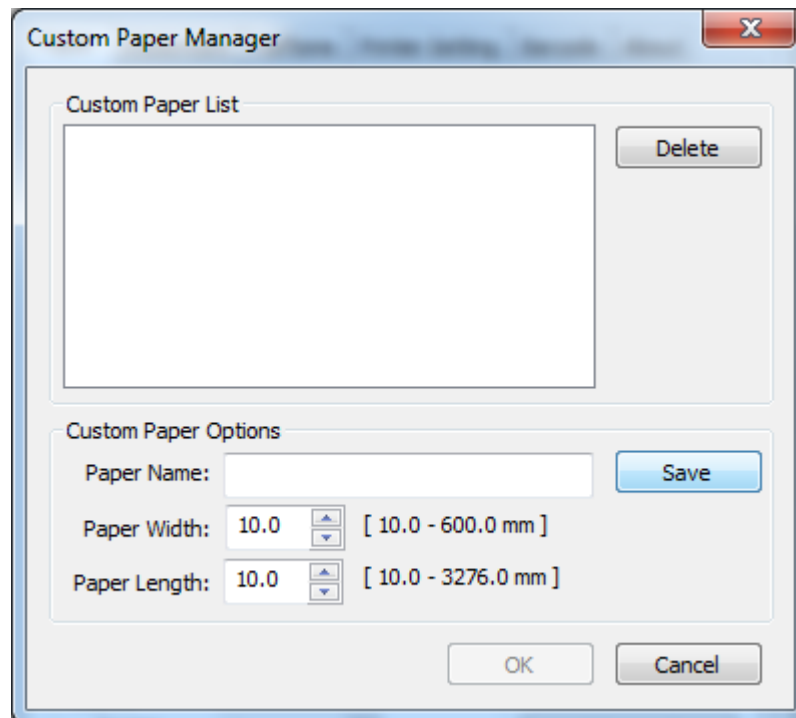 Custom Paper Manager
Custom Paper List
Delete
Custom Paper Options
Paper Name:
Save
Paper Width: 10.0 [ 10.0 - 600.0 mm ]
Paper Length: 10.0 [ 10.0 - 3276.0 mm ]
OK Cancel